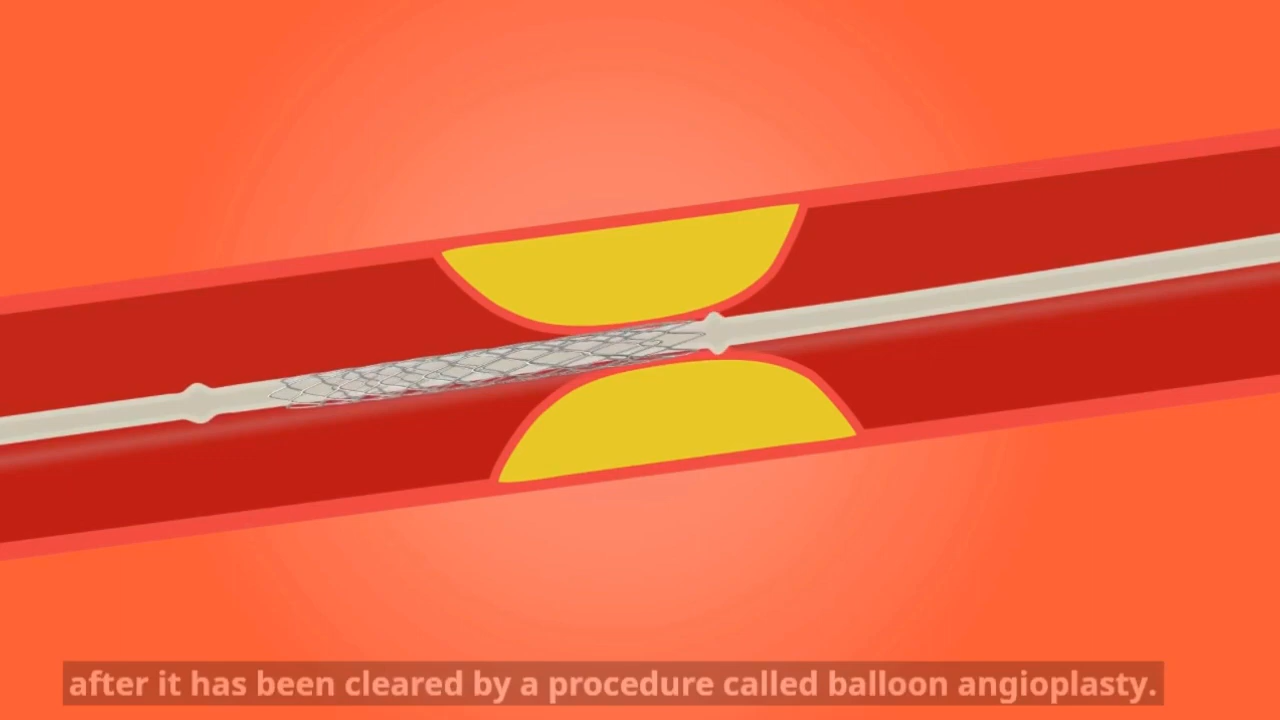 after it has been cleared by a procedure called balloon angioplasty.